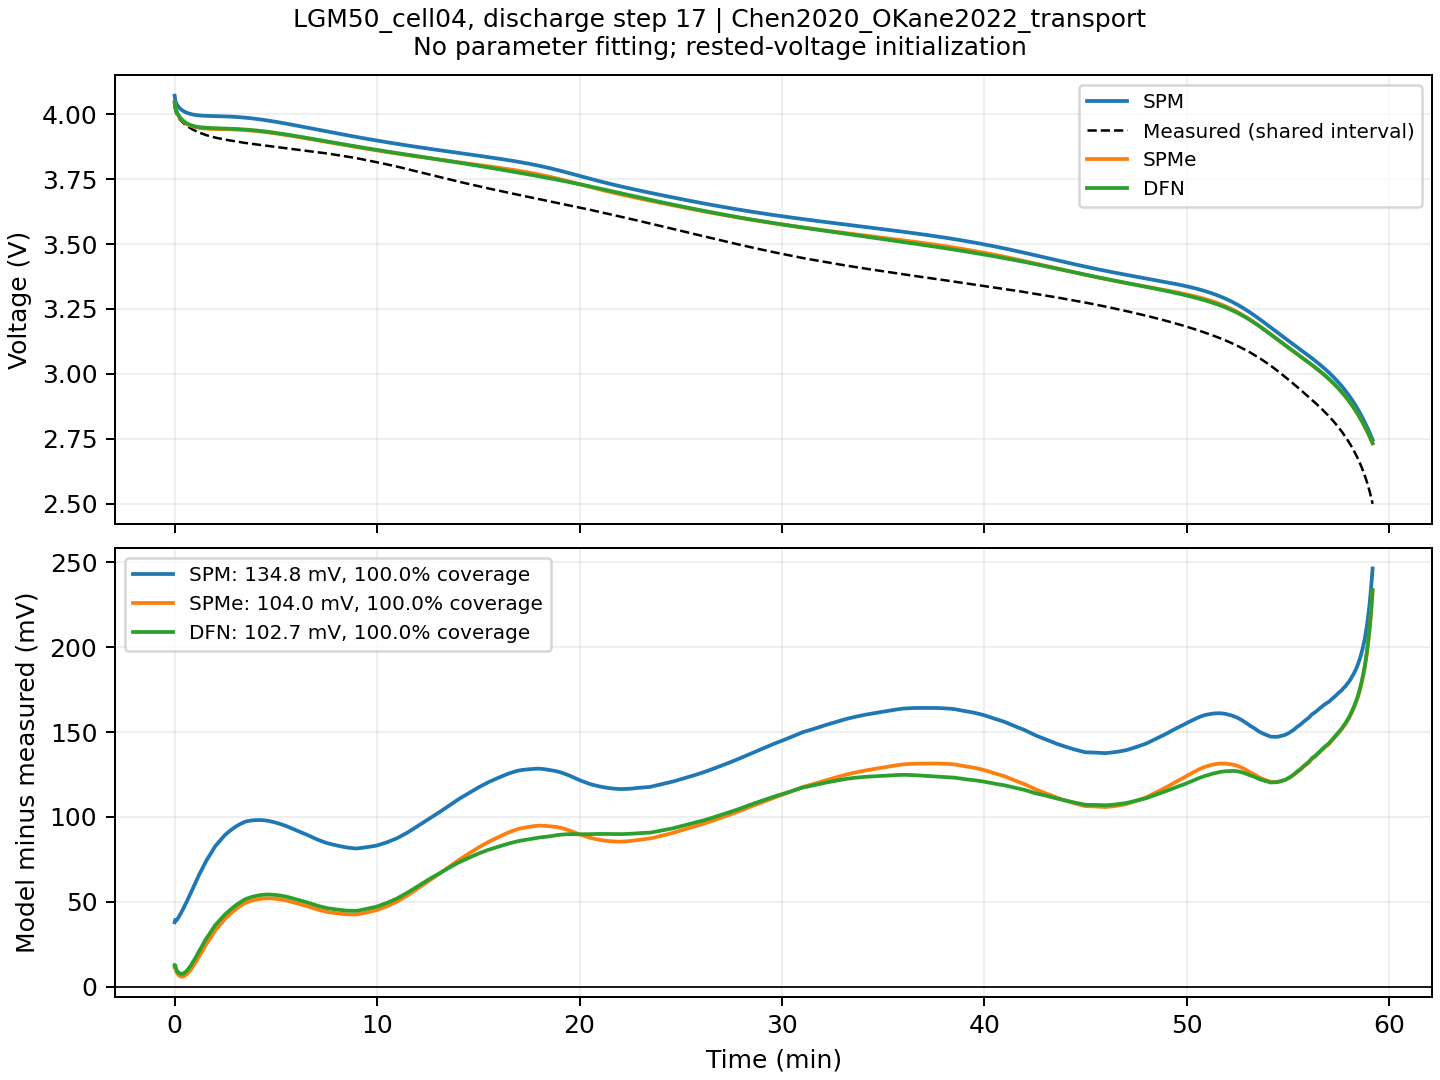 LGM50_cell04, discharge step 17 | Chen2020_OKane2022_transport
No parameter fitting; rested-voltage initialization
Voltage (V)
4.00
3.75
3.50
3.25
3.00
2.75
2.50
SPM
Measured (shared interval)
SPMe
DFN
Model minus measured (mV)
250
200
150
100
50
0
SPM: 134.8 mV, 100.0% coverage
SPMe: 104.0 mV, 100.0% coverage
DFN: 102.7 mV, 100.0% coverage
0 10 20 30 40 50 60
Time (min)